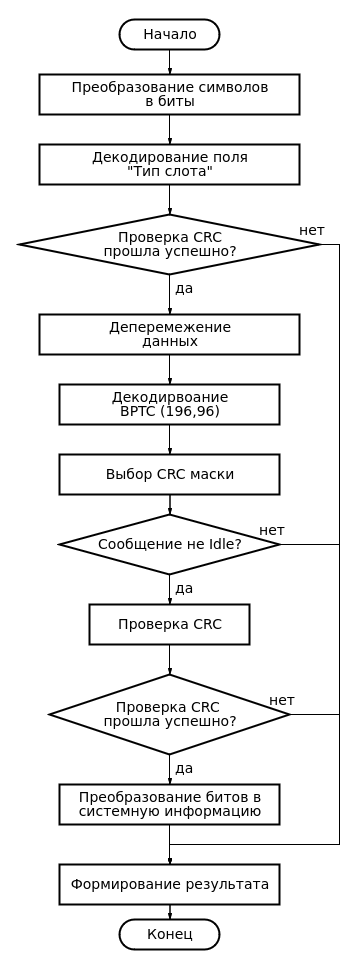 Начало
Преобразование символов
в биты
Декодирование поля
"Тип слота"
нет
Проверка CRC
прошла успешно?
да
Деперемежение
данных
Декодирвоание
BPTC (196,96)
Выбор CRC маски
нет
Сообщение не Idle?
да
Проверка CRC
нет
Проверка CRC
прошла успешно?
да
Преобразование битов в
системную информацию
Формирование результата
Конец